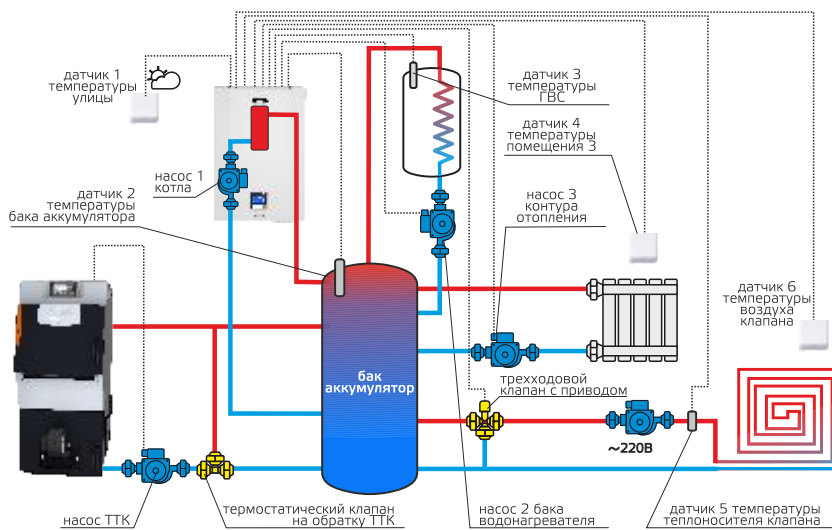 датчик 1
температуры
улицы
датчик 3
температуры
ГВС
датчик 4
температуры
помещения 3
насос 1
котла
датчик 2
температуры
бака аккумулятора
насос 3
контура
отопления
датчик 6
температуры
воздуха
клапана
бак
аккумулятор
трехходовой
клапан с приводом
~220В
насос ТТК
термостатический клапан
на обратку ТТК
насос 2 бака
водонагревателя
датчик 5 температуры
теплоносителя клапана